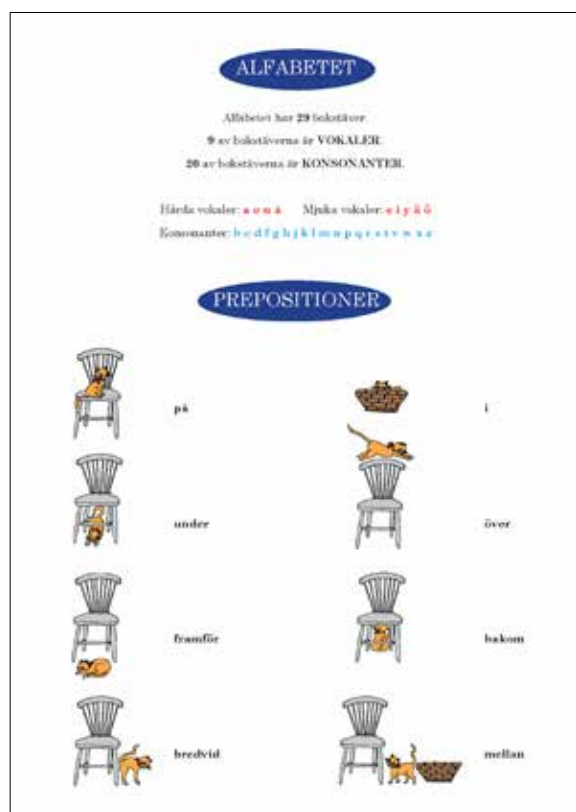 ALFABETET
Alfabetet har 29 bokstäver
9 av bokstäverna är VOKALER.
20 av bokstäverna är KONSONANTER.
Hårda vokaler: a o u å Mjuka vokaler: e i y ä ö
Konsonanter: b c d f g h j k l m n p q r s t v w x z
PREPOSITIONER
på i
under över
framför bakom
bredvid mellan